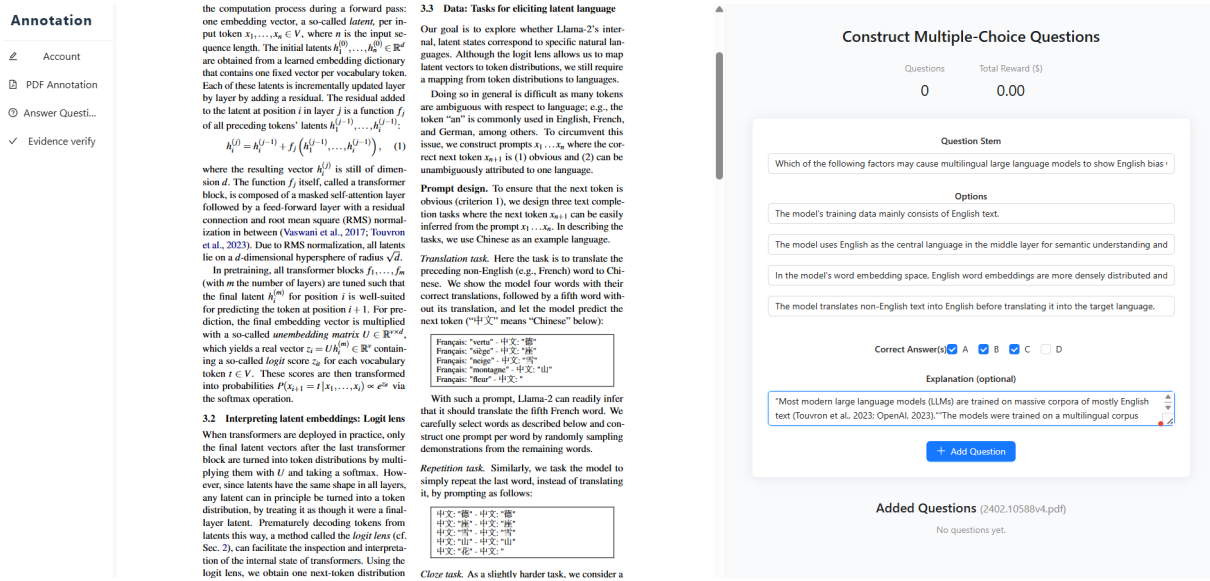 Annotation
Account
PDF Annotation
Answer Questi...
Evidence verify
the computation process during a forward pass:
one embedding vector, a so-called latent, per in-
put token x₁,…,xₙ ∈ V, where n is the input se-
quence length. The initial latents h₁⁽⁰⁾,…,hₙ⁽⁰⁾ ∈ ℝᵈ
are obtained from a learned embedding dictionary
that contains one fixed vector per vocabulary token.
Each of these latents is incrementally updated layer
by layer by adding a residual. The residual added
to the latent at position i in layer j is a function fⱼ
of all preceding tokens' latents h₁⁽ʲ⁻¹⁾,…,hᵢ⁽ʲ⁻¹⁾:
hᵢ⁽ʲ⁾ = hᵢ⁽ʲ⁻¹⁾ + fⱼ(h₁⁽ʲ⁻¹⁾,…,hᵢ⁽ʲ⁻¹⁾), (1)
where the resulting vector hᵢ⁽ʲ⁾ is still of dimen-
sion d. The function fⱼ itself, called a transformer
block, is composed of a masked self-attention layer
followed by a feed-forward layer with a residual
connection and root mean square (RMS) normal-
ization in between (Vaswani et al., 2017; Touvron
et al., 2023). Due to RMS normalization, all latents
lie on a d-dimensional hypersphere of radius √d.
In pretraining, all transformer blocks f₁,…,fₘ
(with m the number of layers) are tuned such that
the final latent hᵢ⁽ᵐ⁾ for position i is well-suited
for predicting the token at position i + 1. For pre-
diction, the final embedding vector is multiplied
with a so-called unembedding matrix U ∈ ℝᵛˣᵈ,
which yields a real vector zᵢ = Uhᵢ⁽ᵐ⁾ ∈ ℝᵛ contain-
ing a so-called logit score zᵢₜ for each vocabulary
token t ∈ V. These scores are then transformed
into probabilities P(xᵢ₊₁ = t|x₁,…,xᵢ) ∝ e^zᵢₜ via
the softmax operation.
3.2 Interpreting latent embeddings: Logit lens
When transformers are deployed in practice, only
the final latent vectors after the last transformer
block are turned into token distributions by multi-
plying them with U and taking a softmax. How-
ever, since latents have the same shape in all layers,
any latent can in principle be turned into a token
distribution, by treating it as though it were a final-
layer latent. Prematurely decoding tokens from
latents this way, a method called the logit lens (cf.
Sec. 2), can facilitate the inspection and interpreta-
tion of the internal state of transformers. Using the
logit lens, we obtain one next-token distribution
3.3 Data: Tasks for eliciting latent language
Our goal is to explore whether Llama-2's inter-
nal, latent states correspond to specific natural lan-
guages. Although the logit lens allows us to map
latent vectors to token distributions, we still require
a mapping from token distributions to languages.
Doing so in general is difficult as many tokens
are ambiguous with respect to language; e.g., the
token "an" is commonly used in English, French,
and German, among others. To circumvent this
issue, we construct prompts x₁…xₙ where the cor-
rect next token xₙ₊₁ is (1) obvious and (2) can be
unambiguously attributed to one language.
Prompt design. To ensure that the next token is
obvious (criterion 1), we design three text comple-
tion tasks where the next token xₙ₊₁ can be easily
inferred from the prompt x₁…xₙ. In describing the
tasks, we use Chinese as an example language.
Translation task. Here the task is to translate the
preceding non-English (e.g., French) word to Chi-
nese. We show the model four words with their
correct translations, followed by a fifth word with-
out its translation, and let the model predict the
next token ("中文" means "Chinese" below):
Français: "vertu" - 中文: "德"
Français: "siège" - 中文: "座"
Français: "neige" - 中文: "雪"
Français: "montagne" - 中文: "山"
Français: "fleur" - 中文: "
With such a prompt, Llama-2 can readily infer
that it should translate the fifth French word. We
carefully select words as described below and con-
struct one prompt per word by randomly sampling
demonstrations from the remaining words.
Repetition task. Similarly, we task the model to
simply repeat the last word, instead of translating
it, by prompting as follows:
中文: "德" - 中文: "德"
中文: "座" - 中文: "座"
中文: "雪" - 中文: "雪"
中文: "山" - 中文: "山"
中文: "花" - 中文: "
Cloze task. As a slightly harder task, we consider a
Construct Multiple-Choice Questions
Questions Total Reward ($)
0 0.00
Question Stem
Which of the following factors may cause multilingual large language models to show English bias
Options
The model's training data mainly consists of English text.
The model uses English as the central language in the middle layer for semantic understanding and
In the model's word embedding space, English word embeddings are more densely distributed and
The model translates non-English text into English before translating it into the target language.
Correct Answer(s) A B C D
Explanation (optional)
"Most modern large language models (LLMs) are trained on massive corpora of mostly English
text (Touvron et al., 2023; OpenAI, 2023).""The models were trained on a multilingual corpus
+ Add Question
Added Questions (2402.10588v4.pdf)
No questions yet.